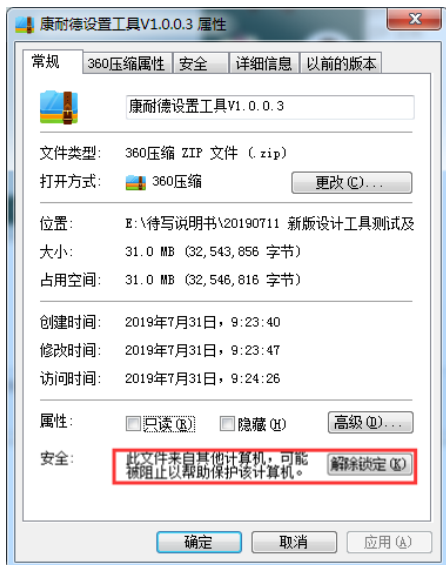 康耐德设置工具V1.0.0.3 属性
常规 360压缩属性 安全 详细信息 以前的版本
康耐德设置工具V1.0.0.3
文件类型: 360压缩 ZIP 文件 (.zip)
打开方式: 360压缩 更改(C)...
位置: E:\待写说明书\20190711 新版设计工具测试及
大小: 31.0 MB (32,543,856 字节)
占用空间: 31.0 MB (32,546,816 字节)
创建时间: 2019年7月31日，9:23:40
修改时间: 2019年7月31日，9:23:47
访问时间: 2019年7月31日，9:24:26
属性: 只读(R) 隐藏(H) 高级(D)...
安全: 此文件来自其他计算机，可能
被阻止以帮助保护该计算机。 解除锁定(K)
确定 取消 应用(A)